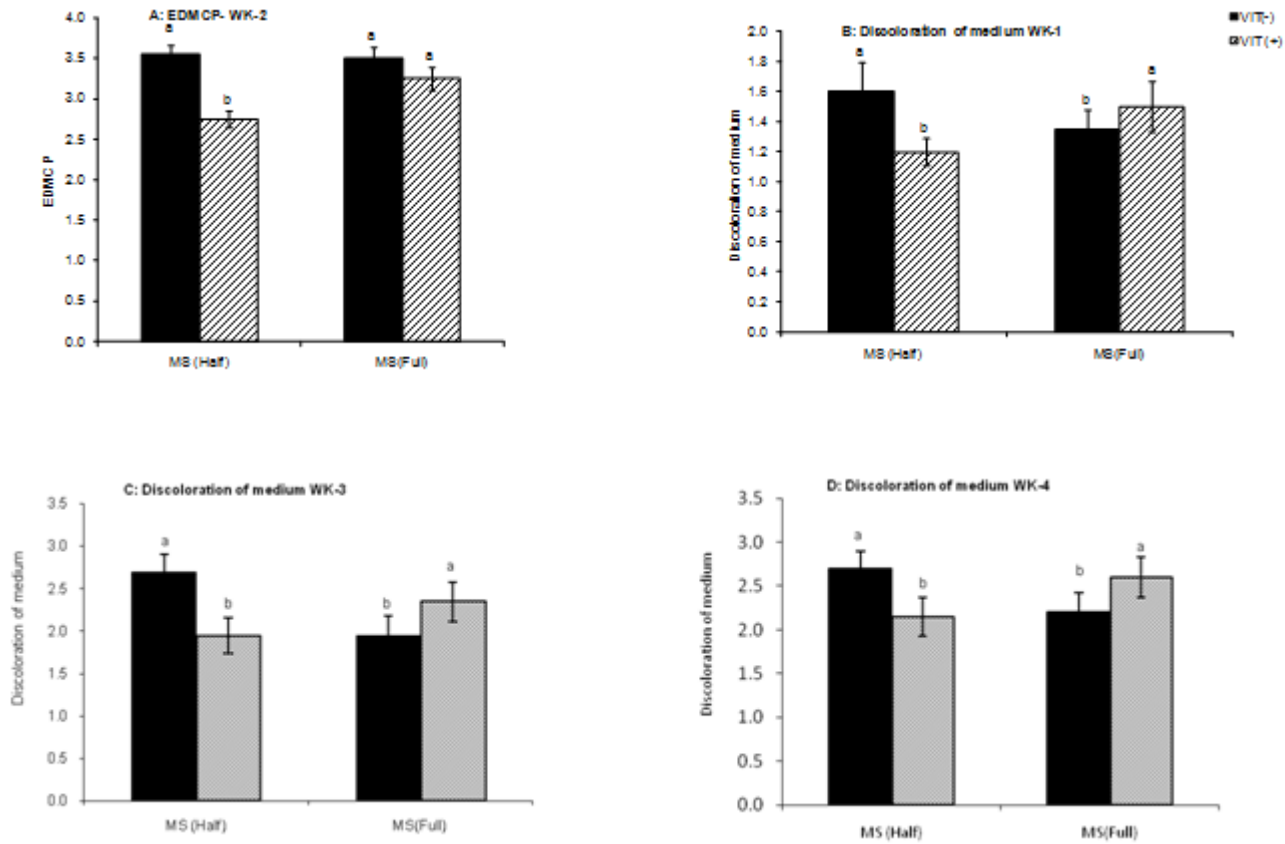 A: EDMCP- WK-2
4.0
3.5
3.0
2.5
2.0
1.5
1.0
0.5
0.0
EDMC P
a
b
a
a
MS (Half)
MS(Full)
B: Discoloration of medium WK-1
VIT(-)
VIT (+)
2.0
1.8
1.6
1.4
1.2
1.0
0.8
0.6
0.4
0.2
0.0
Discoloration of medium
a
b
b
a
MS (Half)
MS(Full)
C: Discoloration of medium WK-3
3.5
3.0
2.5
2.0
1.5
1.0
0.5
0.0
Discoloration of medium
a
b
b
a
MS (Half)
MS(Full)
D: Discoloration of medium WK-4
3.5
3.0
2.5
2.0
1.5
1.0
0.5
0.0
Discoloration of medium
a
b
b
a
MS (Half)
MS(Full)